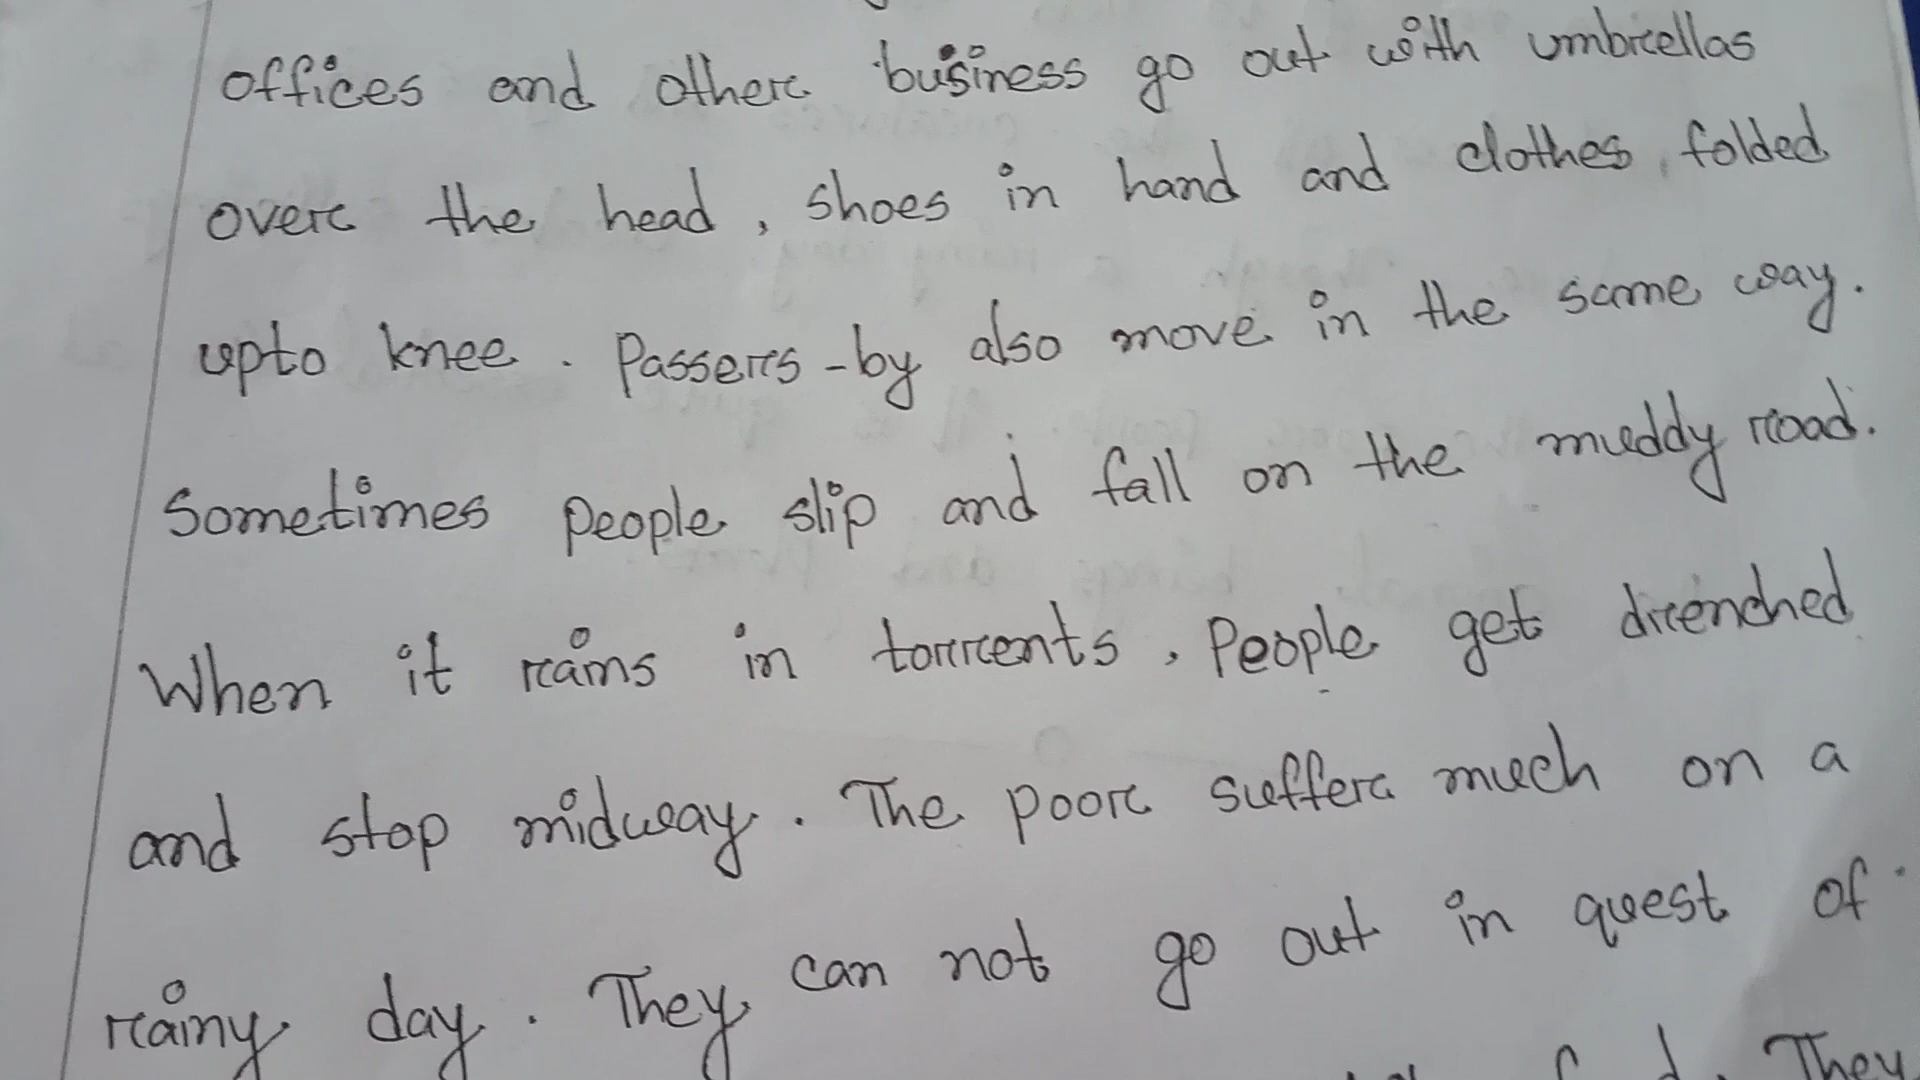 offices and other business go out with umbrellas
over the head, shoes in hand and clothes folded
upto knee. Passers-by also move in the same way.
Sometimes people slip and fall on the muddy road.
When it rains in torrents, People get drenched
and stop midway. The poor suffer much on a
rainy day. They can not go out in quest of
They